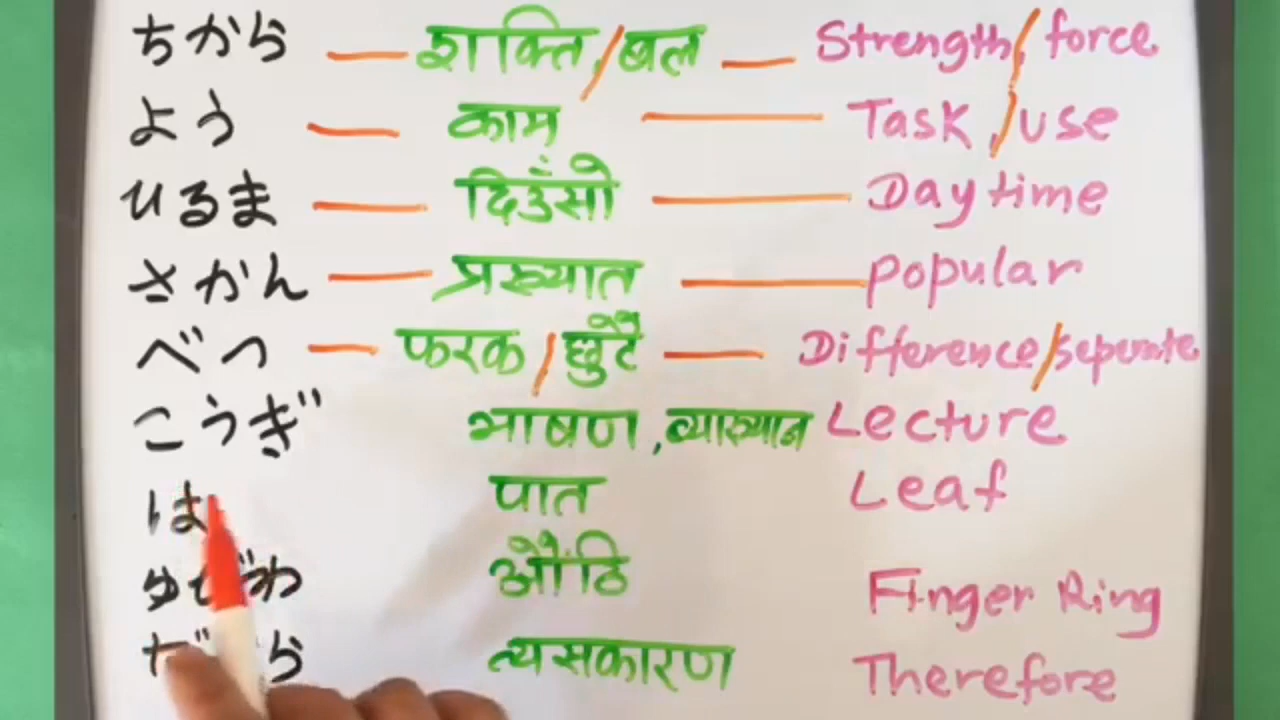 ちから — शक्ति/बल — Strength/force
よう — काम — Task/use
ひるま — दिउँसो — Daytime
さかん — प्रख्यात — popular
べつ — फरक/छुटै — Difference/seperate
こうぎ भाषण, व्याख्यान Lecture
は पात Leaf
औंठि Finger Ring
त्यसकारण Therefore